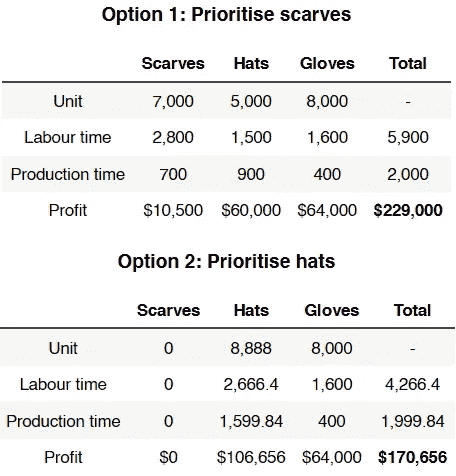 Option 1: Prioritise scarves
Scarves Hats Gloves Total
Unit 7,000 5,000 8,000 -
Labour time 2,800 1,500 1,600 5,900
Production time 700 900 400 2,000
Profit $10,500 $60,000 $64,000 $229,000
Option 2: Prioritise hats
Scarves Hats Gloves Total
Unit 0 8,888 8,000 -
Labour time 0 2,666.4 1,600 4,266.4
Production time 0 1,599.84 400 1,999.84
Profit $0 $106,656 $64,000 $170,656